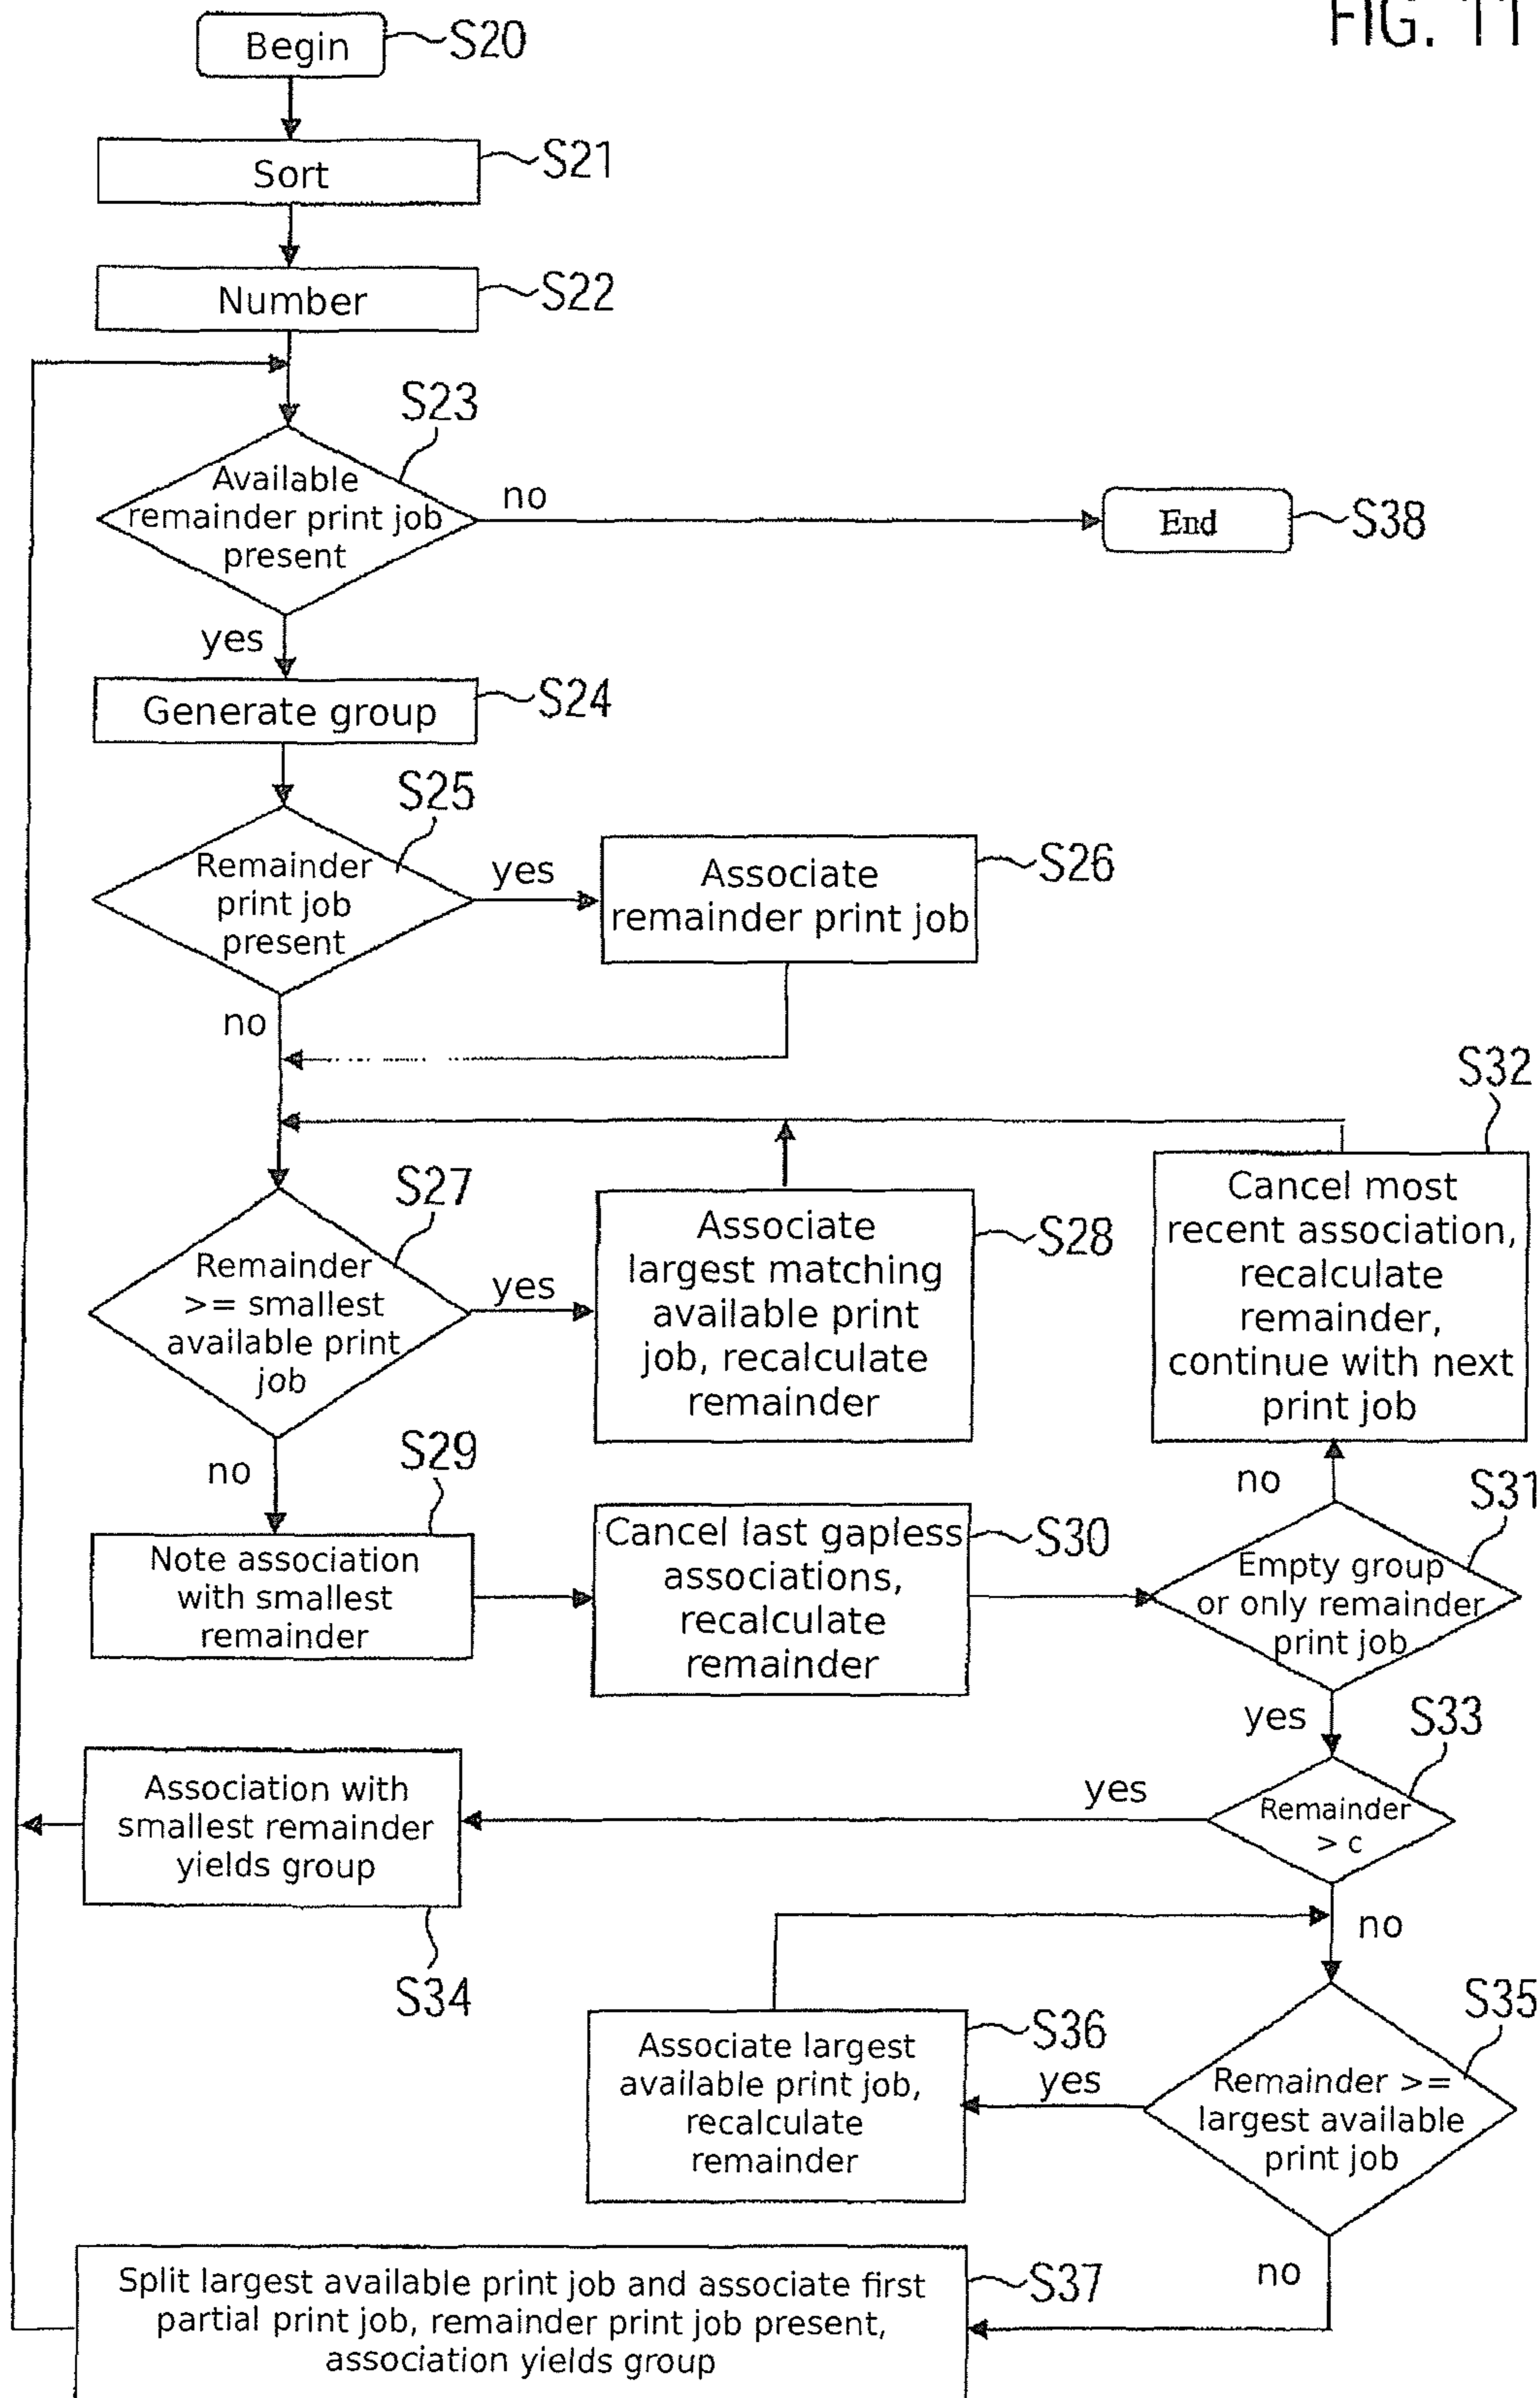 FIG. 11
Begin
S20
Sort
S21
Number
S22
S23
Available
remainder print job
present
no
End
S38
yes
Generate group
S24
S25
Remainder
print job
present
yes
Associate
remainder print job
S26
no
S32
Cancel most
recent association,
recalculate
remainder,
continue with next
print job
S27
Remainder
>= smallest
available print
job
yes
Associate
largest matching
available print
job, recalculate
remainder
S28
no
S29
Note association
with smallest
remainder
Cancel last gapless
associations,
recalculate
remainder
S30
no
S31
Empty group
or only remainder
print job
yes
S33
Remainder
> c
yes
Association with
smallest remainder
yields group
S34
no
S35
Remainder >=
largest available
print job
yes
Associate largest
available print job,
recalculate
remainder
S36
no
Split largest available print job and associate first
partial print job, remainder print job present,
association yields group
S37